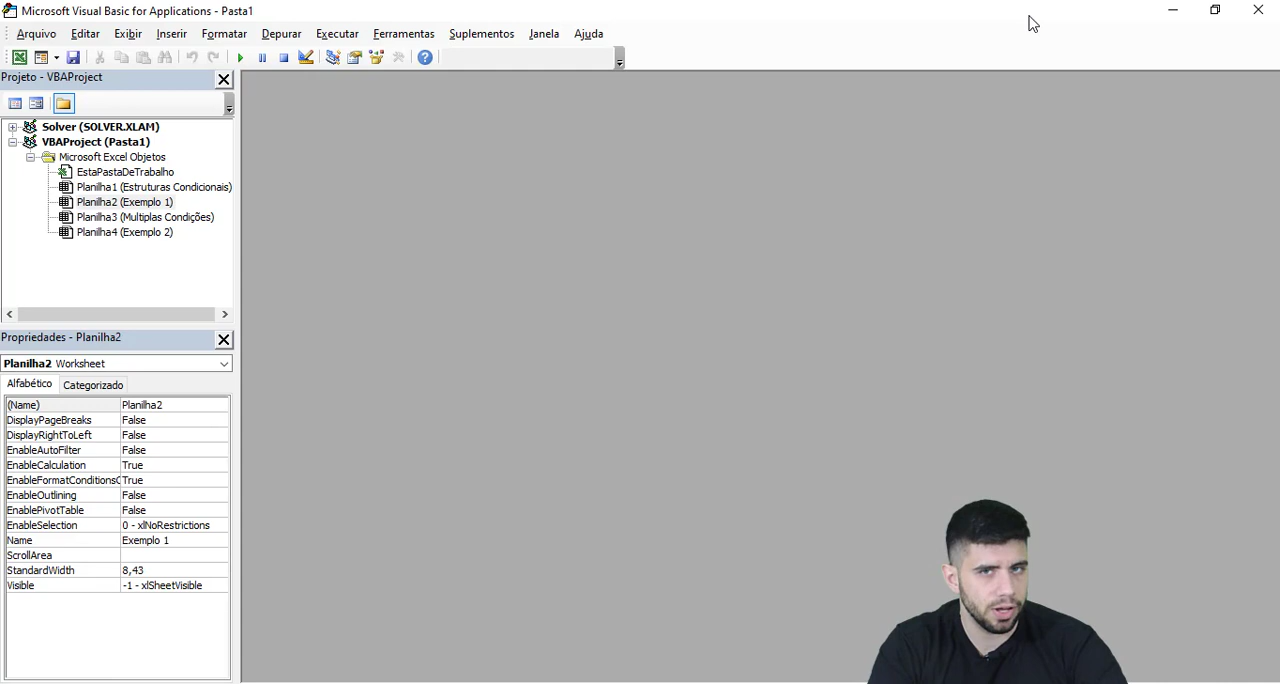 Microsoft Visual Basic for Applications - Pasta1
Arquivo Editar Exibir Inserir Formatar Depurar Executar Ferramentas Suplementos Janela Ajuda
Projeto - VBAProject
Solver (SOLVER.XLAM)
VBAProject (Pasta1)
Microsoft Excel Objetos
EstaPastaDeTrabalho
Planilha1 (Estruturas Condicionais)
Planilha2 (Exemplo 1)
Planilha3 (Multiplas Condições)
Planilha4 (Exemplo 2)
Propriedades - Planilha2
Planilha2 Worksheet
Alfabético Categorizado
(Name) Planilha2
DisplayPageBreaks False
DisplayRightToLeft False
EnableAutoFilter False
EnableCalculation True
EnableFormatConditionsC True
EnableOutlining False
EnablePivotTable False
EnableSelection 0 - xlNoRestrictions
Name Exemplo 1
ScrollArea
StandardWidth 8,43
Visible -1 - xlSheetVisible